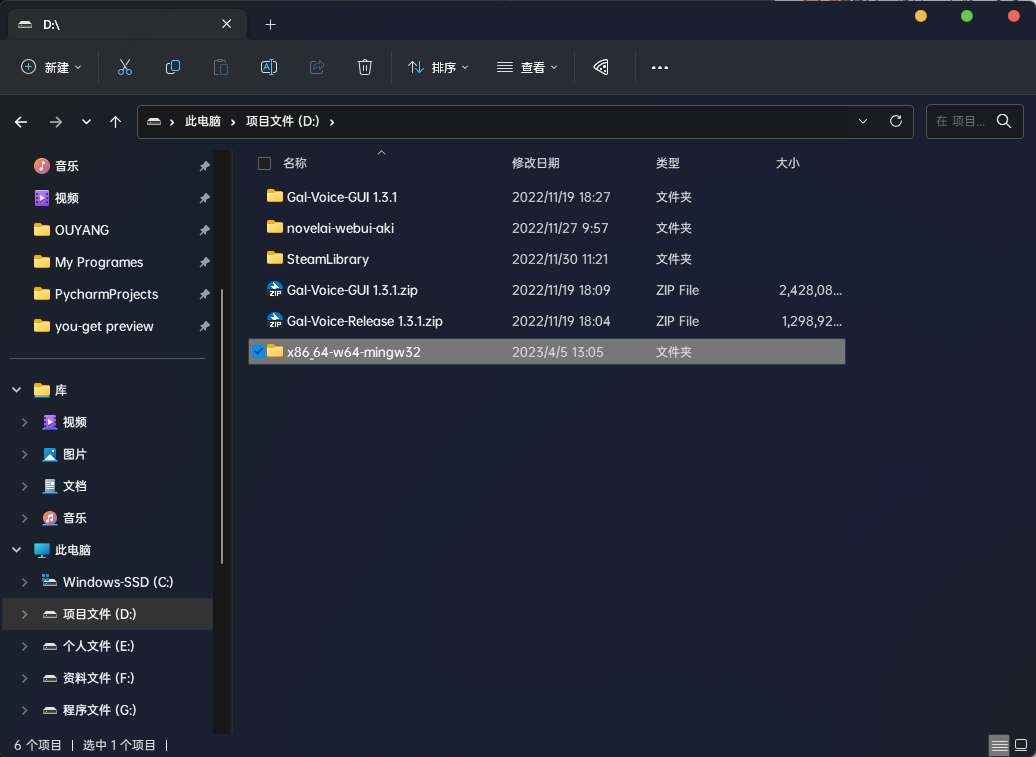 D:\
新建
排序
查看
此电脑
项目文件 (D:)
在 项目...
音乐
视频
OUYANG
My Programes
PycharmProjects
you-get preview
库
视频
图片
文档
音乐
此电脑
Windows-SSD (C:)
项目文件 (D:)
个人文件 (E:)
资料文件 (F:)
程序文件 (G:)
名称 修改日期 类型 大小
Gal-Voice-GUI 1.3.1 2022/11/19 18:27 文件夹
novelai-webui-aki 2022/11/27 9:57 文件夹
SteamLibrary 2022/11/30 11:21 文件夹
Gal-Voice-GUI 1.3.1.zip 2022/11/19 18:09 ZIP File 2,428,08...
Gal-Voice-Release 1.3.1.zip 2022/11/19 18:04 ZIP File 1,298,92...
x86_64-w64-mingw32 2023/4/5 13:05 文件夹
6 个项目 | 选中 1 个项目 |